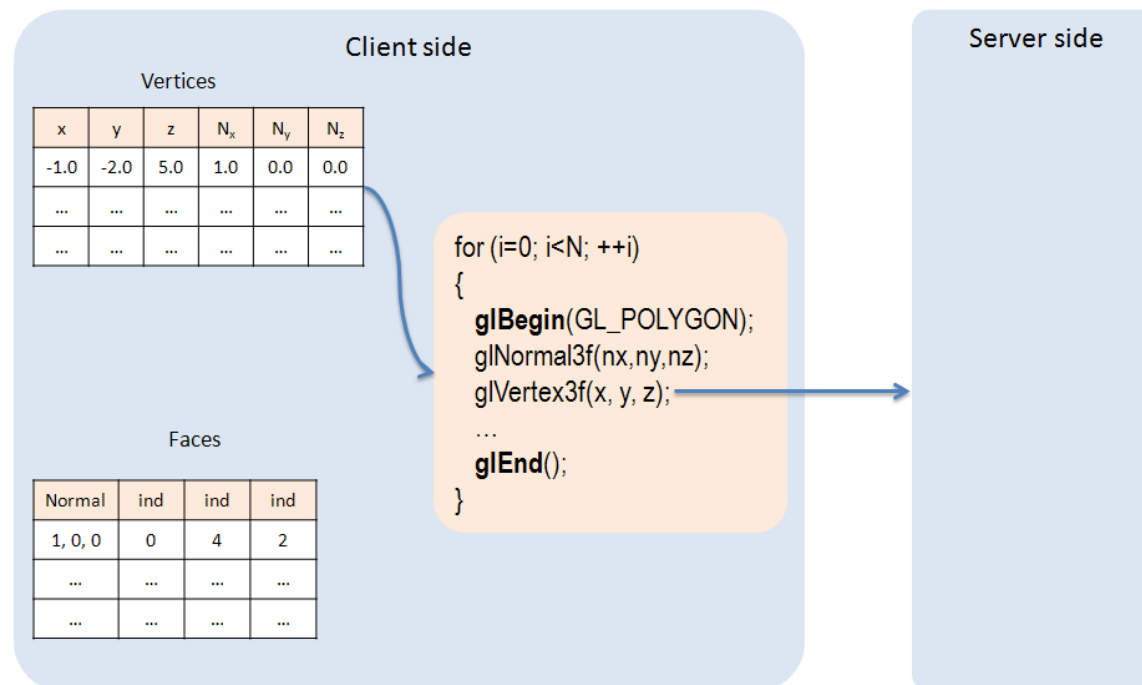 Client side
Server side
Vertices
x y z Nx Ny Nz
-1.0 -2.0 5.0 1.0 0.0 0.0
... ... ... ... ... ...
... ... ... ... ... ...
for (i=0; i<N; ++i)
{
glBegin(GL_POLYGON);
glNormal3f(nx,ny,nz);
glVertex3f(x, y, z);
...
glEnd();
}
Faces
Normal ind ind ind
1, 0, 0 0 4 2
... ... ... ...
... ... ... ...